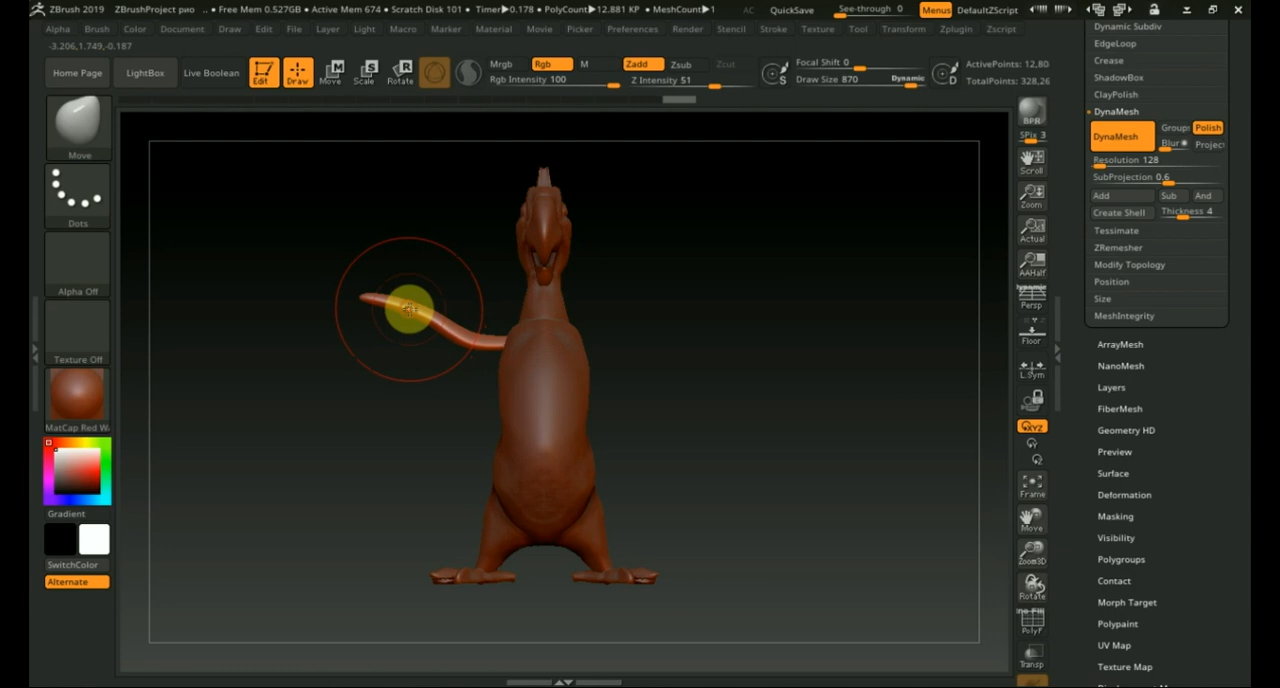 ZBrush 2019 ZBrushProject рио .. • Free Mem 0.527GB • Active Mem 674 • Scratch Disk 101 • Timer▶0.178 • PolyCount▶12.881 KP • MeshCount▶1 AC QuickSave See-through 0 Menus DefaultZScript
Alpha Brush Color Document Draw Edit File Layer Light Macro Marker Material Movie Picker Preferences Render Stencil Stroke Texture Tool Transform Zplugin Zscript
-3.206,1.749,-0.187
Home Page LightBox Live Boolean Edit Draw Move Scale Rotate
Mrgb Rgb M Zadd Zsub Zcut
Rgb Intensity 100 Z Intensity 51
Focal Shift 0
Draw Size 870 Dynamic
ActivePoints: 12,80
TotalPoints: 328,26
Move
Dots
Alpha Off
Texture Off
MatCap Red W
Gradient
SwitchColor
Alternate
BPR
SPix 3
Scroll
Zoom
Actual
AAHalf
Dynamic
Persp
Floor
L.Sym
XYZ
Frame
Move
Zoom3D
Rotate
PolyF
Transp
Dynamic Subdiv
EdgeLoop
Crease
ShadowBox
ClayPolish
DynaMesh
DynaMesh Groups Polish
Blur Project
Resolution 128
SubProjection 0.6
Add Sub And
Create Shell Thickness 4
Tessimate
ZRemesher
Modify Topology
Position
Size
MeshIntegrity
ArrayMesh
NanoMesh
Layers
FiberMesh
Geometry HD
Preview
Surface
Deformation
Masking
Visibility
Polygroups
Contact
Morph Target
Polypaint
UV Map
Texture Map